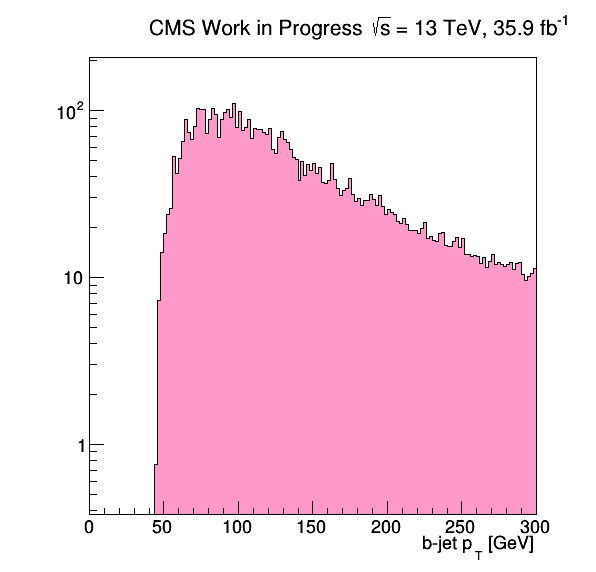 CMS Work in Progress √s = 13 TeV, 35.9 fb⁻¹
10²
10
1
0 50 100 150 200 250 300
b-jet p_T [GeV]